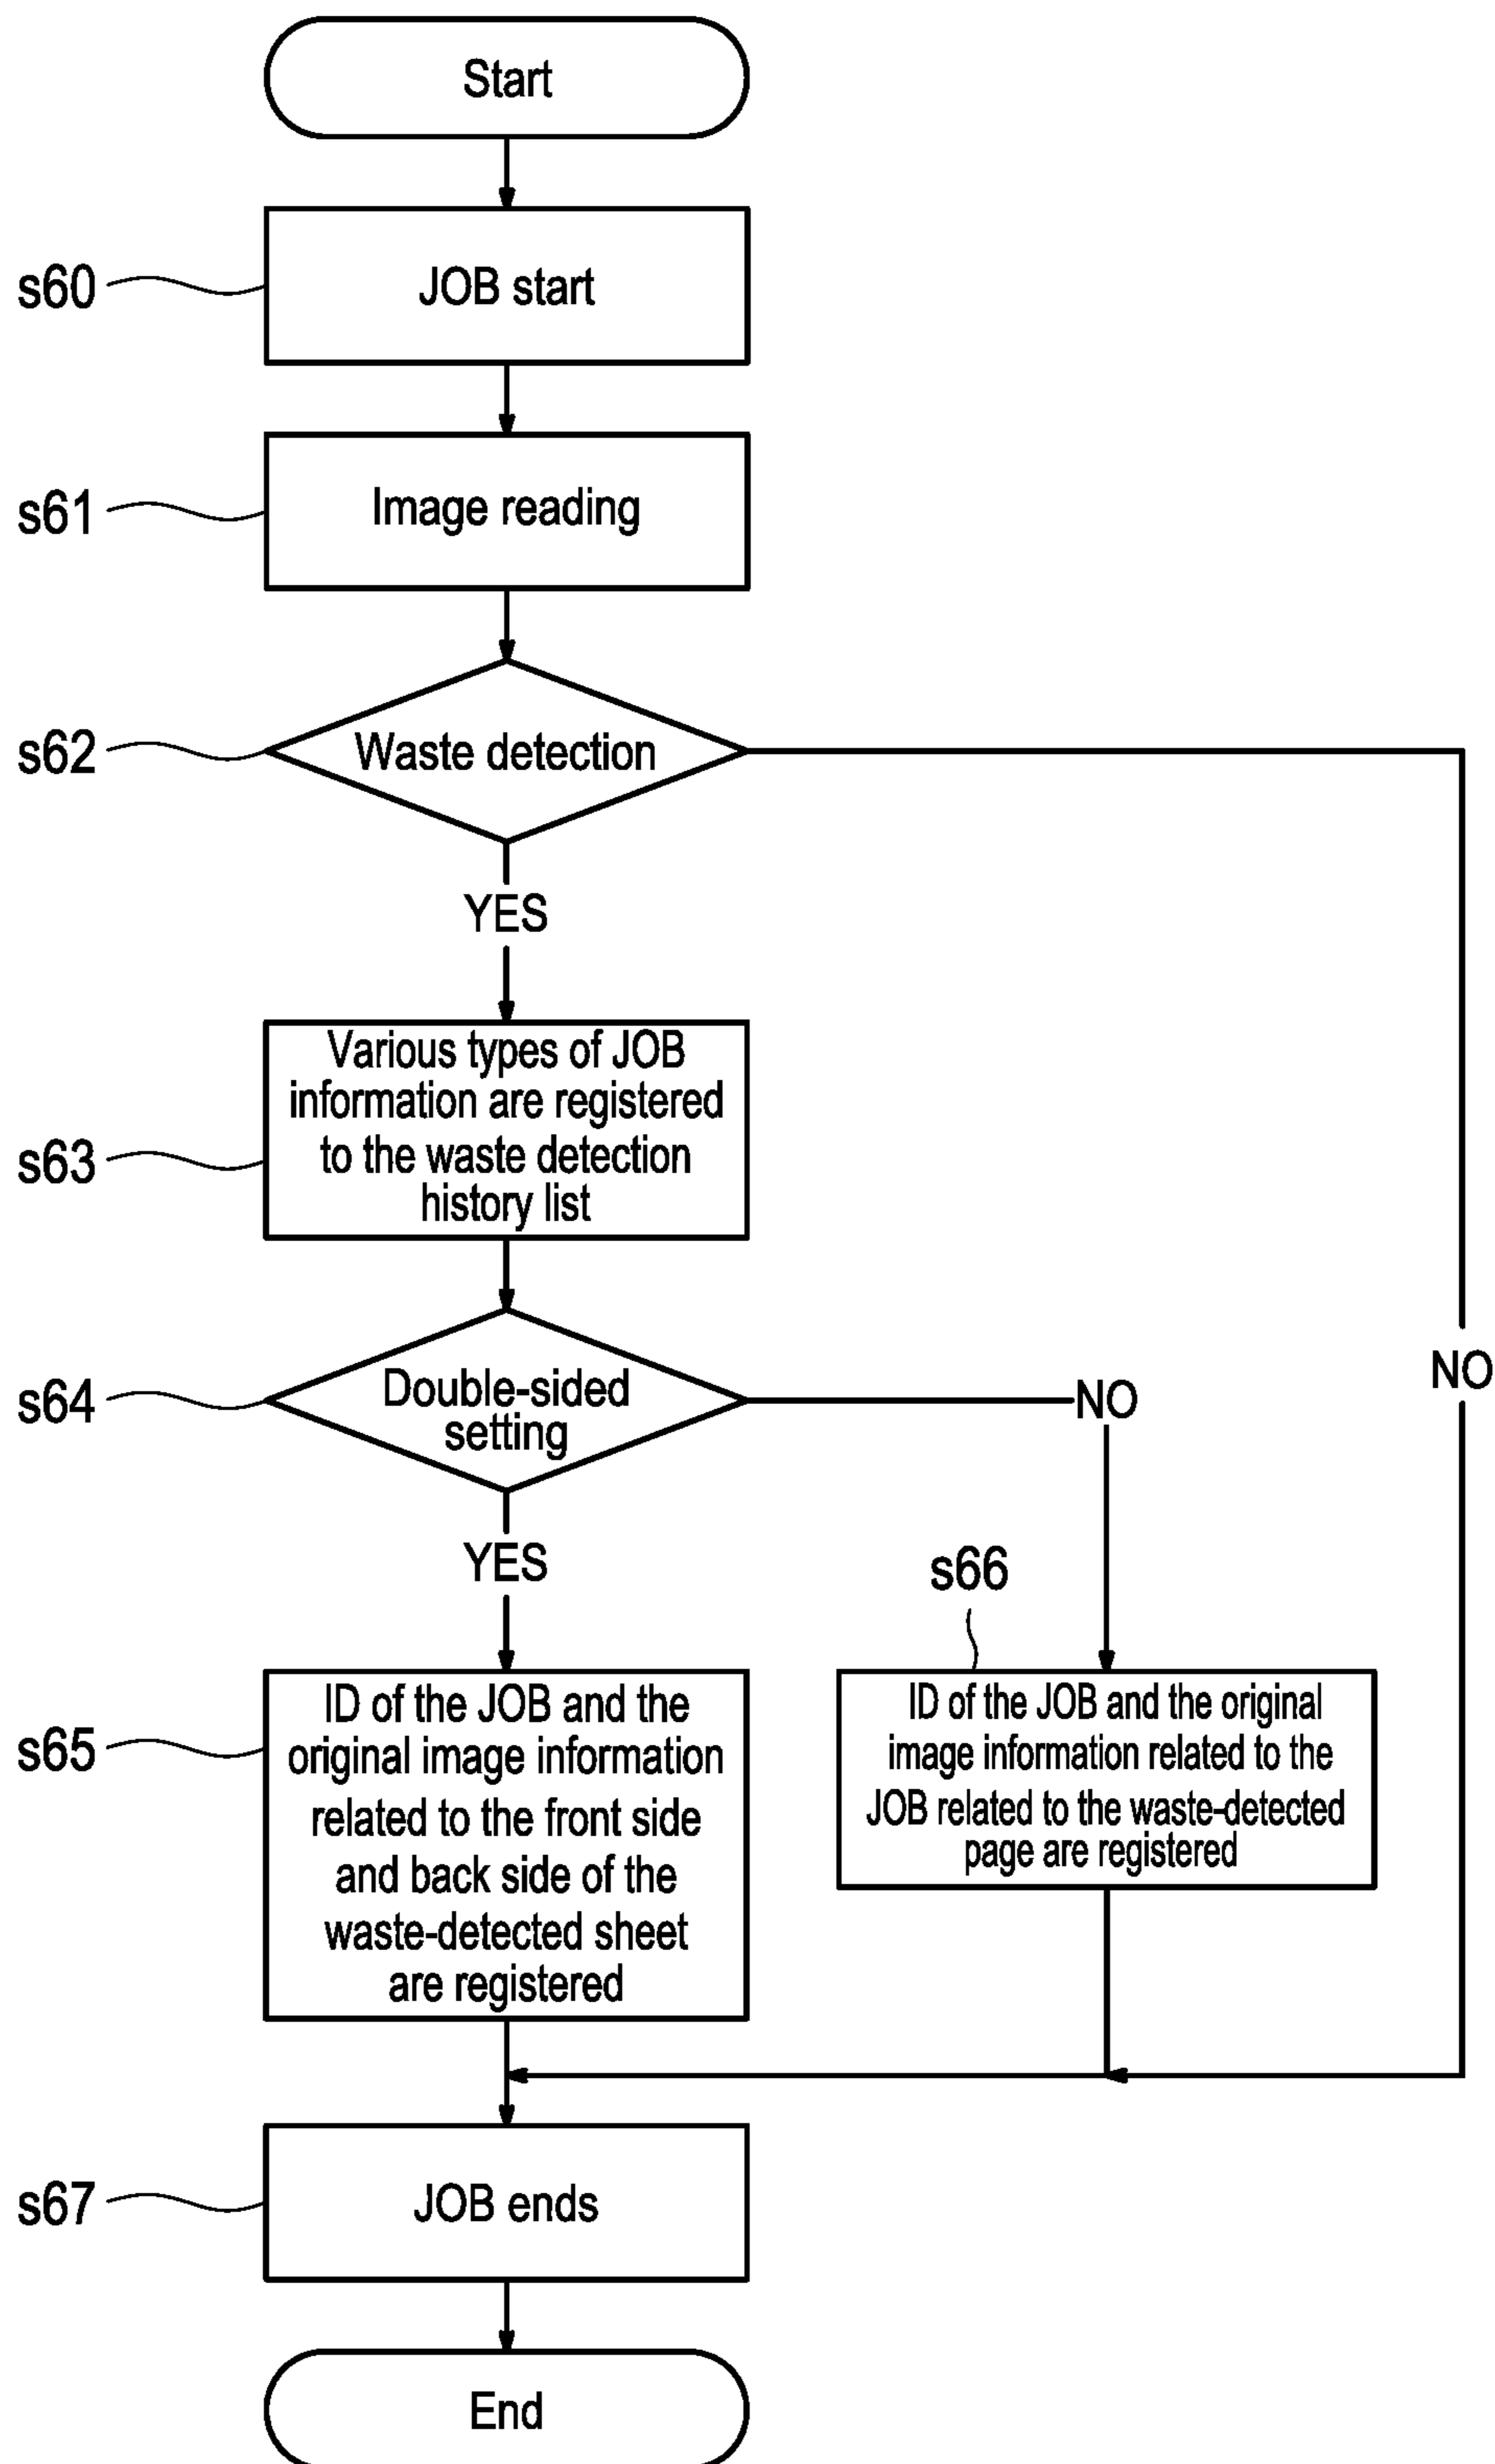 Start
s60
JOB start
s61
Image reading
s62
Waste detection
YES
NO
s63
Various types of JOB
information are registered
to the waste detection
history list
s64
Double-sided
setting
NO
YES
s65
ID of the JOB and the
original image information
related to the front side
and back side of the
waste-detected sheet
are registered
s66
ID of the JOB and the original
image information related to the
JOB related to the waste-detected
page are registered
s67
JOB ends
End